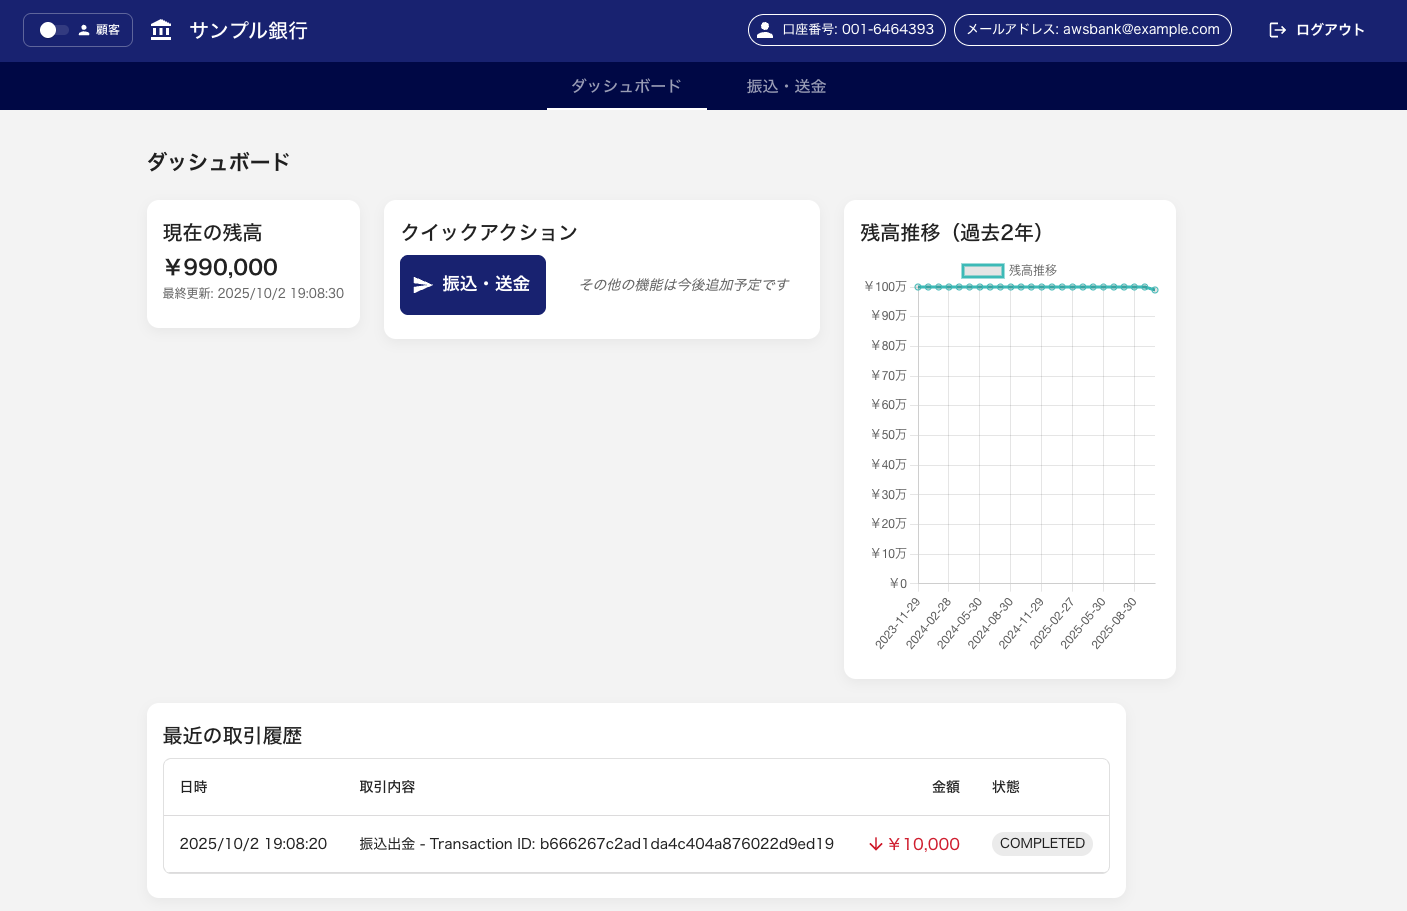 顧客
サンプル銀行
口座番号: 001-6464393
メールアドレス: awsbank@example.com
ログアウト
ダッシュボード
振込・送金
ダッシュボード
現在の残高
¥990,000
最終更新: 2025/10/2 19:08:30
クイックアクション
振込・送金
その他の機能は今後追加予定です
残高推移（過去2年）
残高推移
¥100万
¥90万
¥80万
¥70万
¥60万
¥50万
¥40万
¥30万
¥20万
¥10万
¥0
2023-11-29
2024-02-28
2024-05-30
2024-08-30
2024-11-29
2025-02-27
2025-05-30
2025-08-30
最近の取引履歴
日時 取引内容 金額 状態
2025/10/2 19:08:20 振込出金 - Transaction ID: b666267c2ad1da4c404a876022d9ed19 ¥10,000 COMPLETED